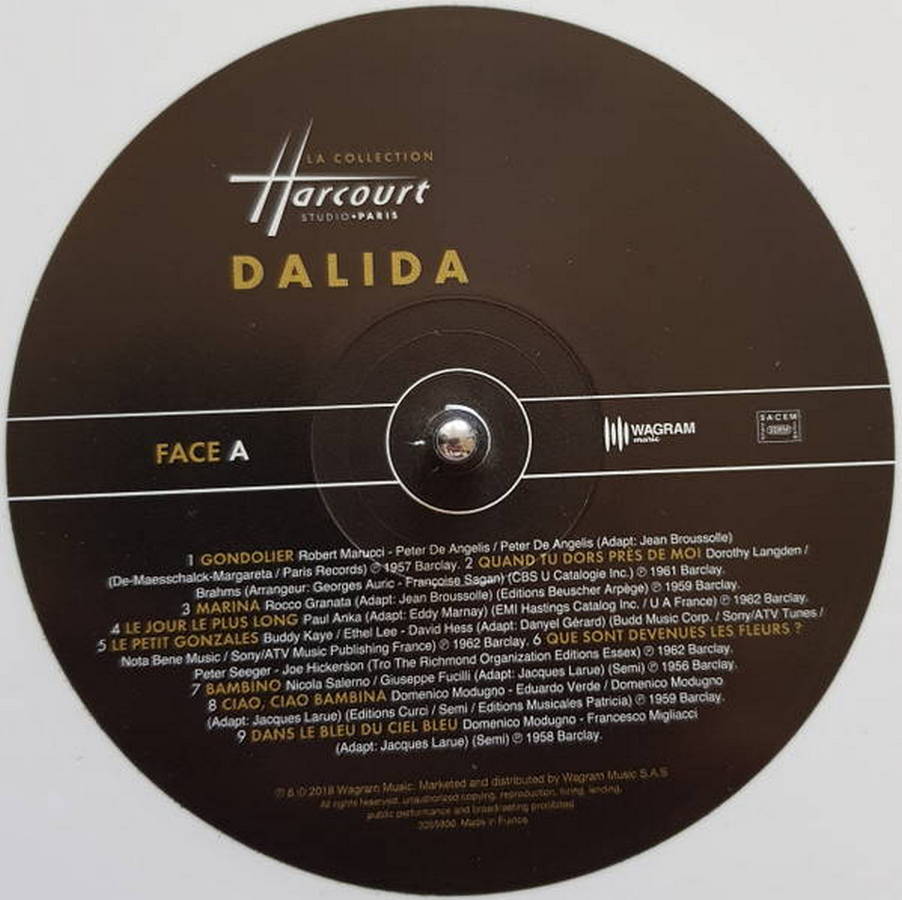 LA COLLECTION
Harcourt
STUDIO•PARIS
DALIDA
FACE A
WAGRAM
music
SACEM
1 GONDOLIER Robert Marucci - Peter De Angelis / Peter De Angelis (Adapt: Jean Broussolle)
(De-Maesschalck-Margareta / Paris Records) ℗ 1957 Barclay. 2 QUAND TU DORS PRÈS DE MOI Dorothy Langden /
Brahms (Arrangeur: Georges Auric - Françoise Sagan) (CBS U Catalogie Inc.) ℗ 1961 Barclay.
3 MARINA Rocco Granata (Adapt: Jean Broussolle) (Editions Beuscher Arpège) ℗ 1959 Barclay.
4 LE JOUR LE PLUS LONG Paul Anka (Adapt: Eddy Marnay) (EMI Hastings Catalog Inc. / U A France) ℗ 1962 Barclay.
5 LE PETIT GONZALES Buddy Kaye / Ethel Lee - David Hess (Adapt: Danyel Gérard) (Budd Music Corp. / Sony/ATV Tunes /
Nota Bene Music / Sony/ATV Music Publishing France) ℗ 1962 Barclay. 6 QUE SONT DEVENUES LES FLEURS ?
Peter Seeger - Joe Hickerson (Tro The Richmond Organization Editions Essex) ℗ 1962 Barclay.
7 BAMBINO Nicola Salerno / Giuseppe Fucilli (Adapt: Jacques Larue) (Semi) ℗ 1956 Barclay.
8 CIAO, CIAO BAMBINA Domenico Modugno - Eduardo Verde / Domenico Modugno
(Adapt: Jacques Larue) (Editions Curci / Semi / Editions Musicales Patricia) ℗ 1959 Barclay.
9 DANS LE BLEU DU CIEL BLEU Domenico Modugno - Francesco Migliacci
(Adapt: Jacques Larue) (Semi) ℗ 1958 Barclay.
℗ & © 2018 Wagram Music. Marketed and distributed by Wagram Music S.A.S
All rights reserved, unauthorized copying, reproduction, hiring, lending,
public performance and broadcasting prohibited
Made in France